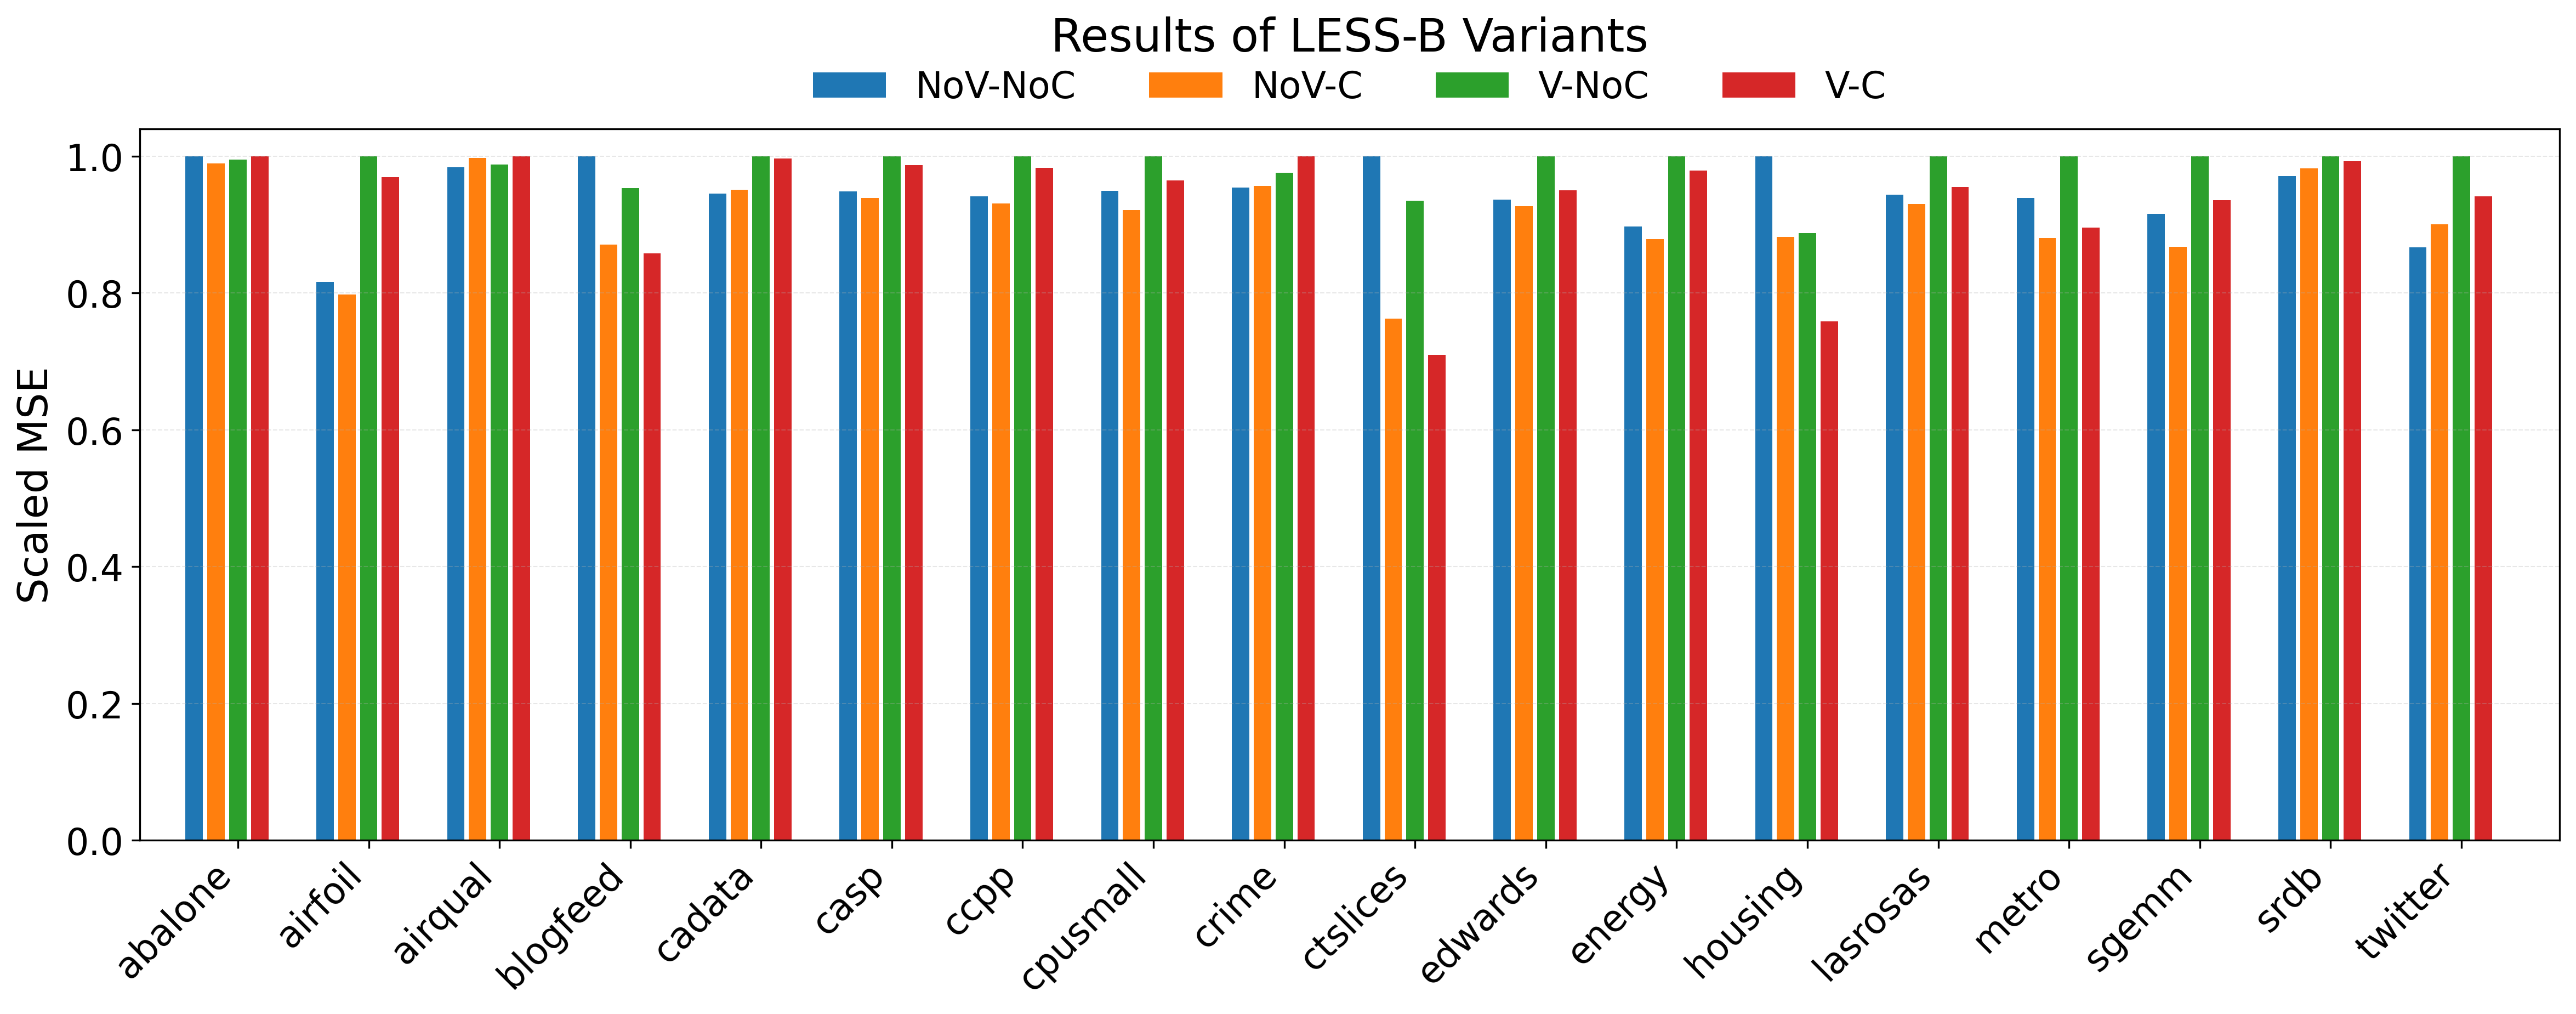 Results of LESS-B Variants
NoV-NoC NoV-C V-NoC V-C
Scaled MSE
1.0
0.8
0.6
0.4
0.2
0.0
abalone airfoil airqual blogfeed cadata casp ccpp cpusmall crime ctslices edwards energy housing lasrosas metro sgemm srdb twitter